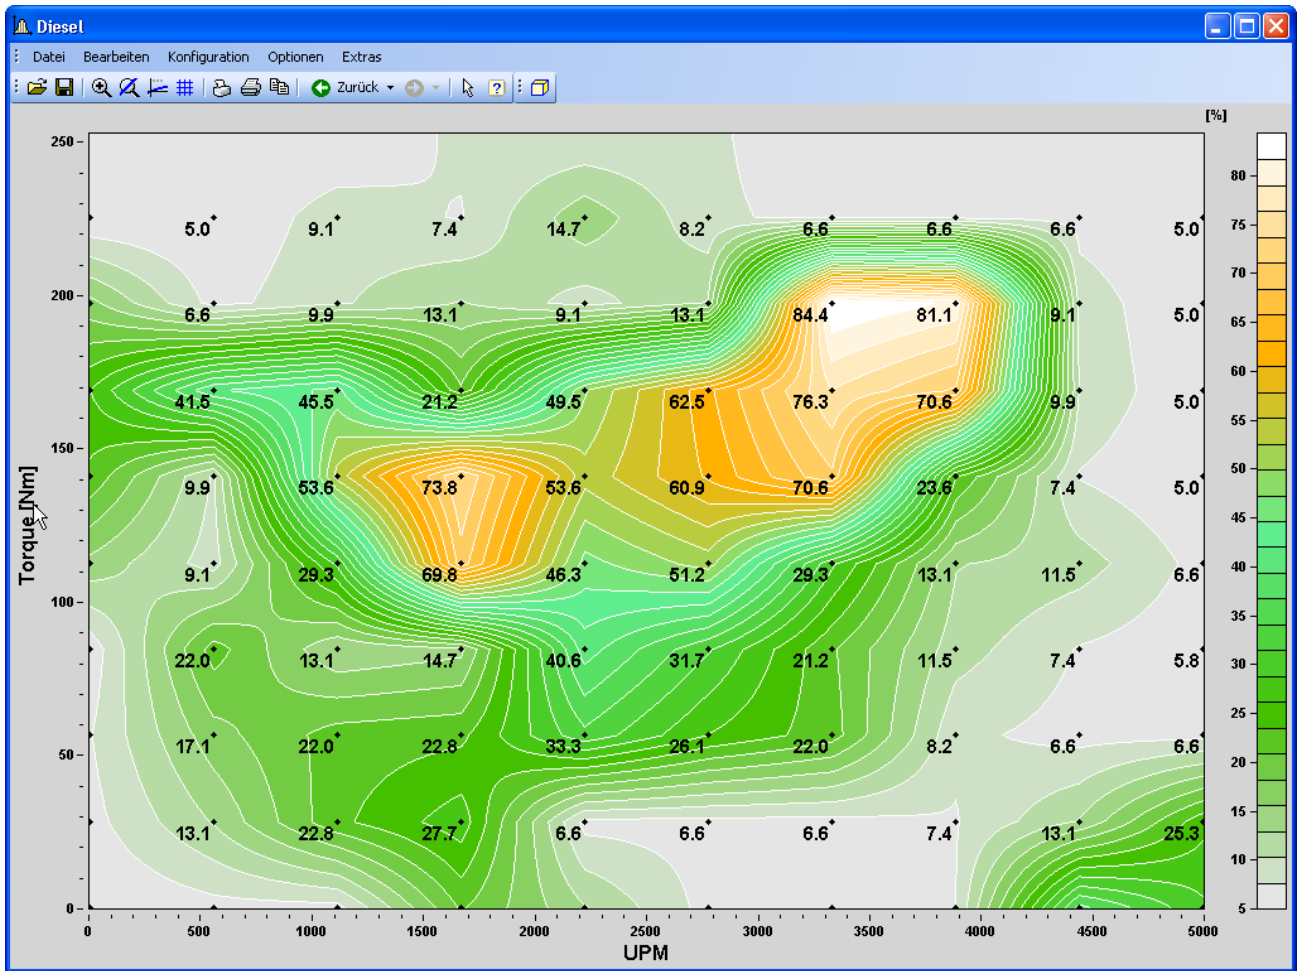 Diesel
Datei Bearbeiten Konfiguration Optionen Extras
Zurück
[%]
250
5.0 9.1 7.4 14.7 8.2 6.6 6.6 6.6 5.0
200
6.6 9.9 13.1 9.1 13.1 84.4 81.1 9.1 5.0
41.5 45.5 21.2 49.5 62.5 76.3 70.6 9.9 5.0
150
9.9 53.6 73.8 53.6 60.9 70.6 23.6 7.4 5.0
9.1 29.3 69.8 46.3 51.2 29.3 13.1 11.5 6.6
100
22.0 13.1 14.7 40.6 31.7 21.2 11.5 7.4 5.8
17.1 22.0 22.8 33.3 26.1 22.0 8.2 6.6 6.6
50
13.1 22.8 27.7 6.6 6.6 6.6 7.4 13.1 25.3
0
Torque [Nm]
0 500 1000 1500 2000 2500 3000 3500 4000 4500 5000
UPM
80
75
70
65
60
55
50
45
40
35
30
25
20
15
10
5